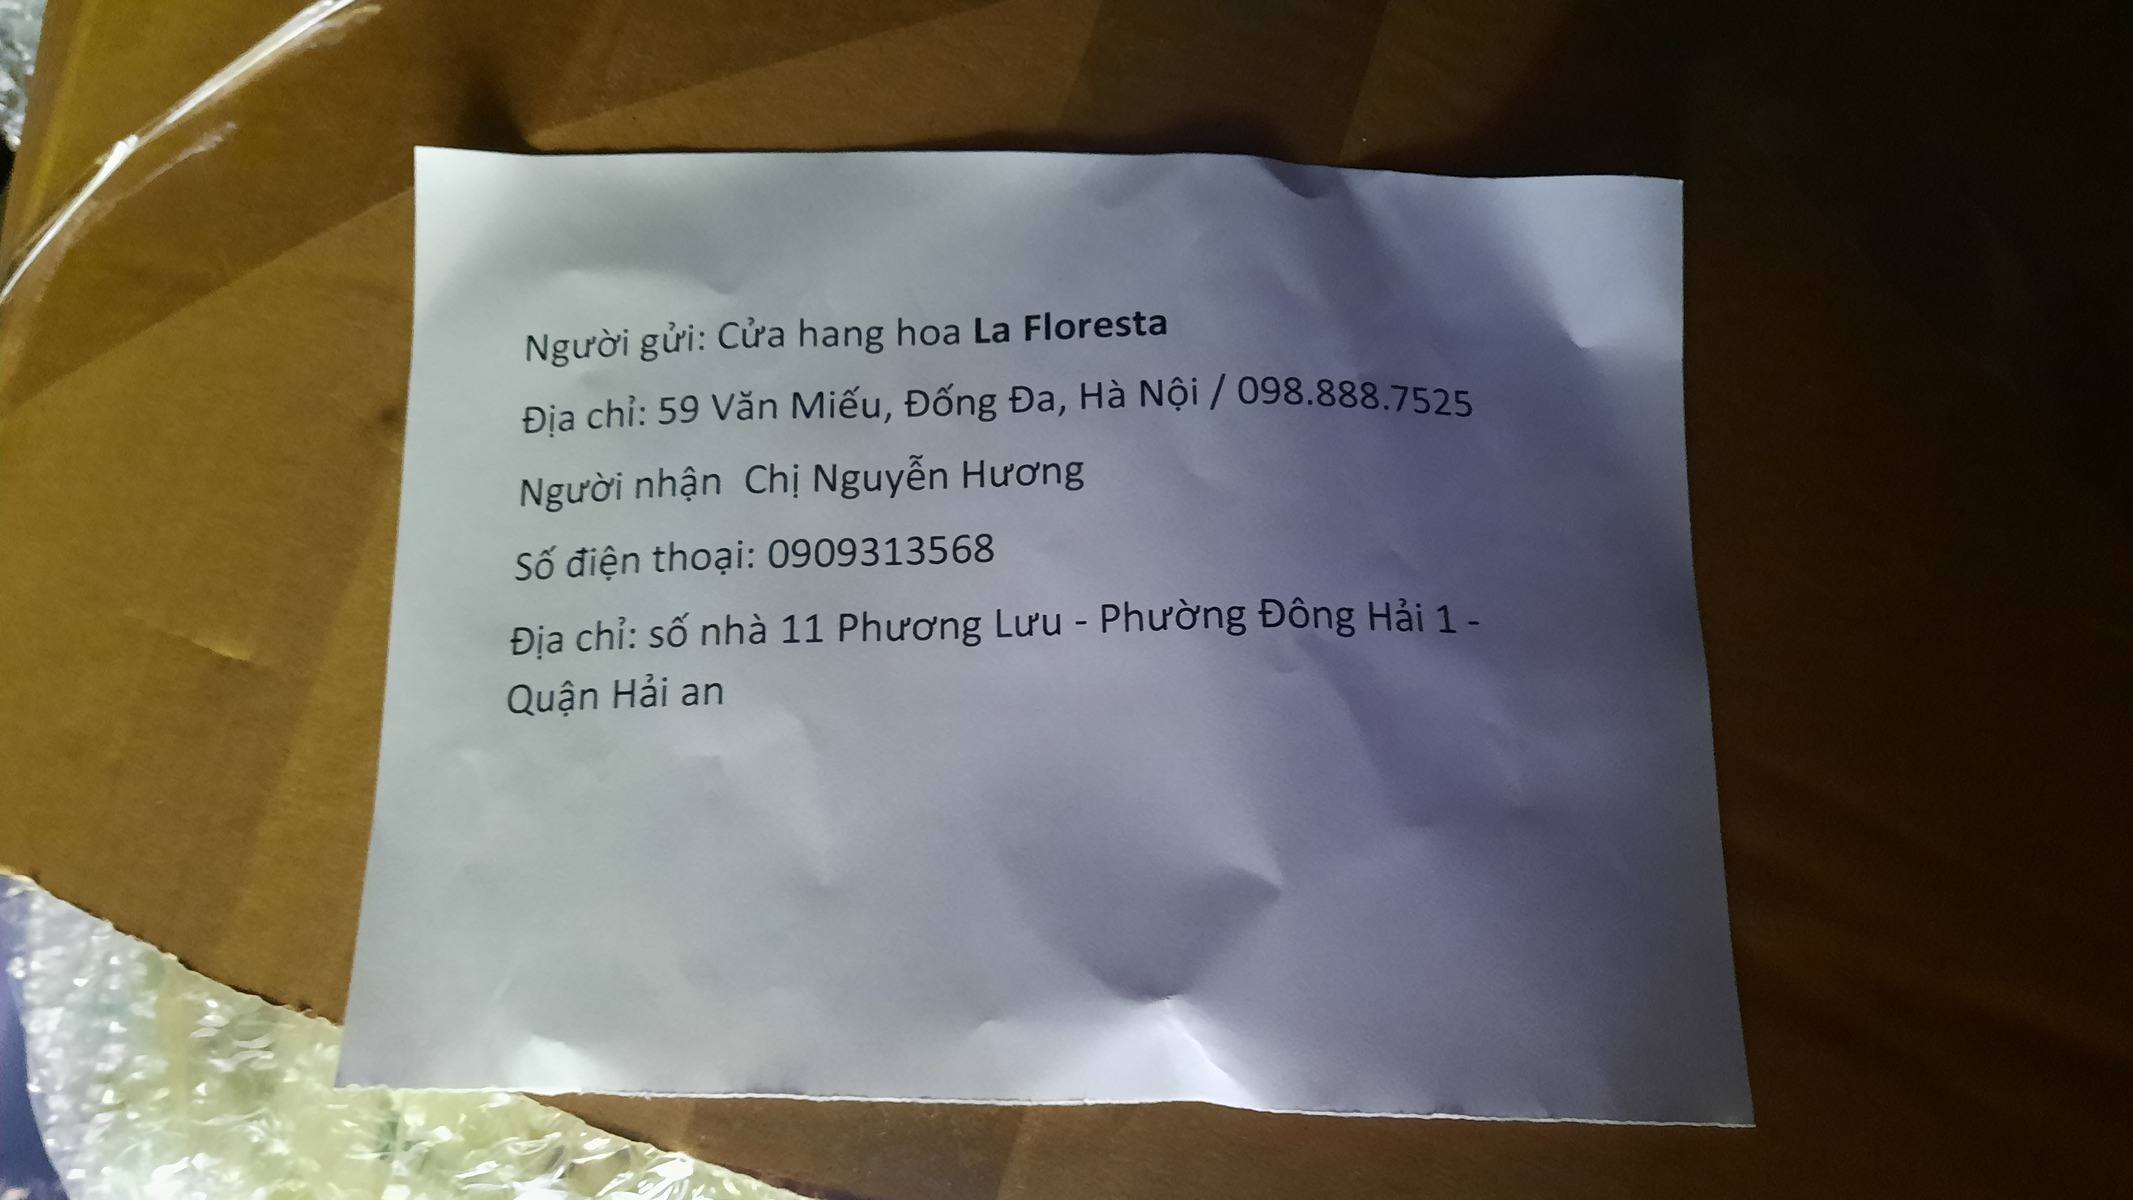 Người gửi: Cửa hang hoa La Floresta
Địa chỉ: 59 Văn Miếu, Đống Đa, Hà Nội / 098.888.7525
Người nhận  Chị Nguyễn Hương
Số điện thoại: 0909313568
Địa chỉ: số nhà 11 Phương Lưu - Phường Đông Hải 1 -
Quận Hải an